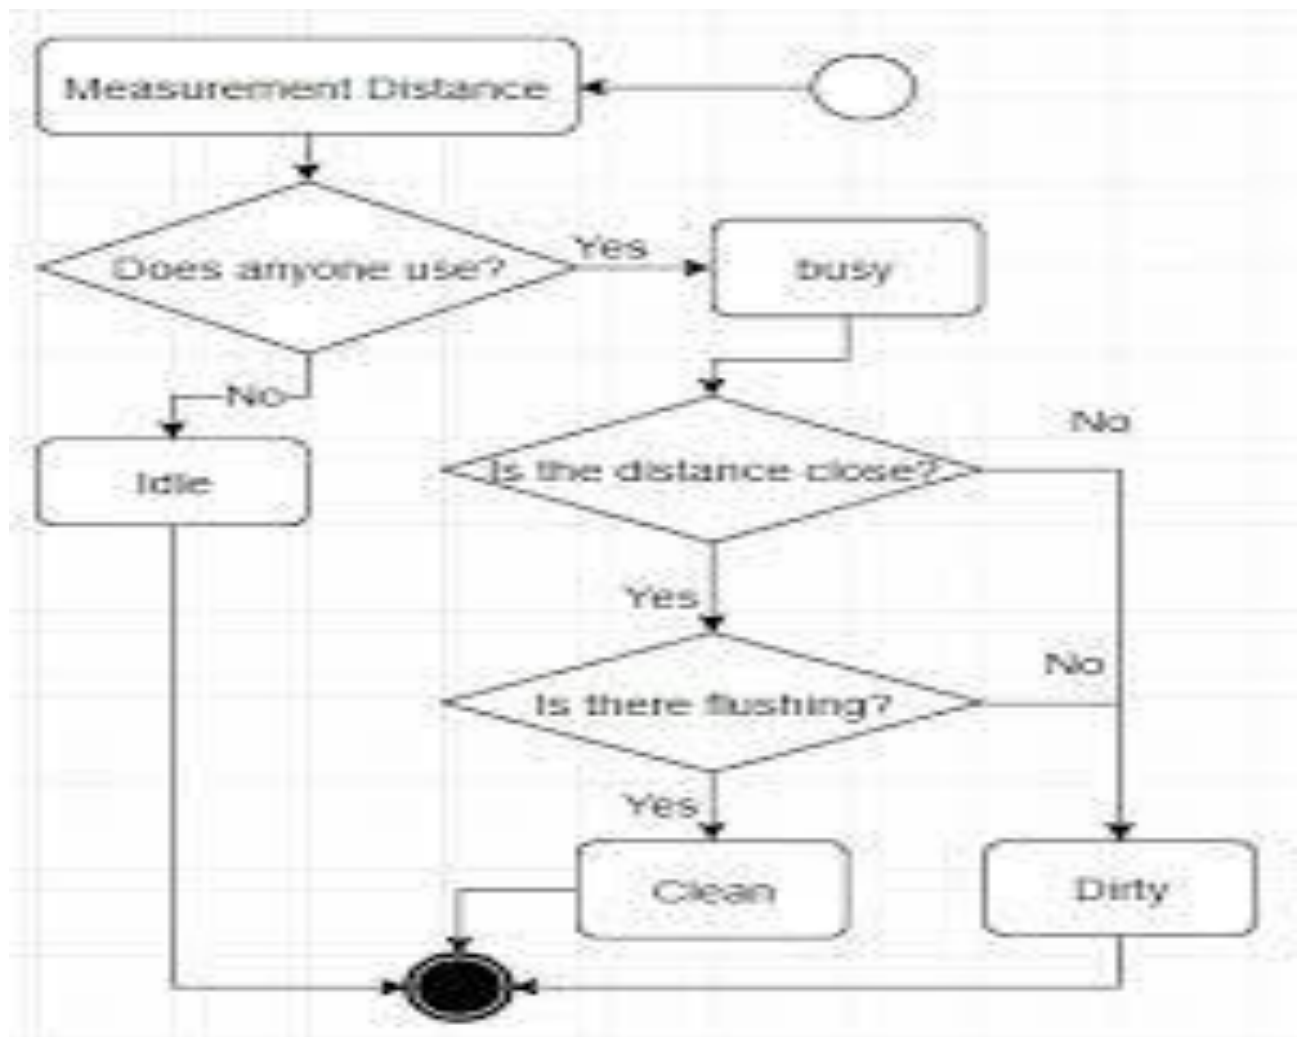 Measurement Distance
Does anyone use?
Yes
busy
No
Idle
Is the distance close?
No
Yes
Is there flushing?
No
Yes
Clean
Dirty